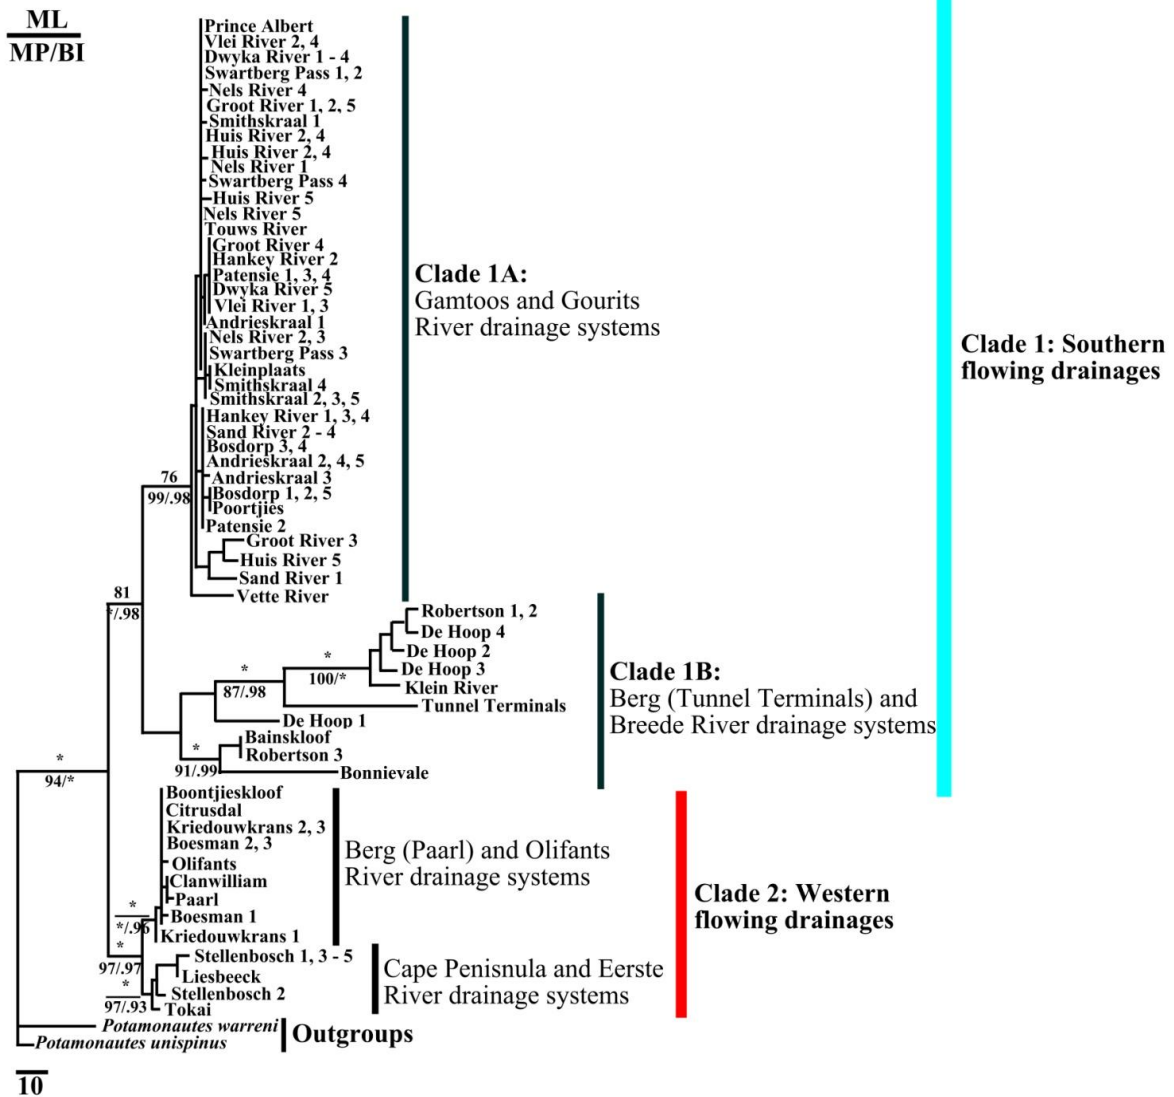 ML
MP/BI
Prince Albert
Vlei River 2, 4
Dwyka River 1 - 4
Swartberg Pass 1, 2
Nels River 4
Groot River 1, 2, 5
Smithskraal 1
Huis River 2, 4
Huis River 2, 4
Nels River 1
Swartberg Pass 4
Huis River 5
Nels River 5
Touws River
Groot River 4
Hankey River 2
Patensie 1, 3, 4
Dwyka River 5
Vlei River 1, 3
Andrieskraal 1
Nels River 2, 3
Swartberg Pass 3
Kleinplaats
Smithskraal 4
Smithskraal 2, 3, 5
Hankey River 1, 3, 4
Sand River 2 - 4
Bosdorp 3, 4
Andrieskraal 2, 4, 5
Andrieskraal 3
Bosdorp 1, 2, 5
Poortjies
Patensie 2
Groot River 3
Huis River 5
Sand River 1
Vette River
76
99/.98
Clade 1A:
Gamtoos and Gourits
River drainage systems
Clade 1: Southern
flowing drainages
81
*/.98
Robertson 1, 2
De Hoop 4
De Hoop 2
De Hoop 3
Klein River
Tunnel Terminals
De Hoop 1
Bainskloof
Robertson 3
Bonnievale
*
87/.98
*
100/*
*
91/.99
Clade 1B:
Berg (Tunnel Terminals) and
Breede River drainage systems
*
94/*
Boontjieskloof
Citrusdal
Kriedouwkrans 2, 3
Boesman 2, 3
Olifants
Clanwilliam
Paarl
Boesman 1
Kriedouwkrans 1
*
*/.96
*
97/.97
*
97/.93
Berg (Paarl) and Olifants
River drainage systems
Clade 2: Western
flowing drainages
Stellenbosch 1, 3 - 5
Liesbeeck
Stellenbosch 2
Tokai
Cape Penisnula and Eerste
River drainage systems
Potamonautes warreni
Potamonautes unispinus
Outgroups
10